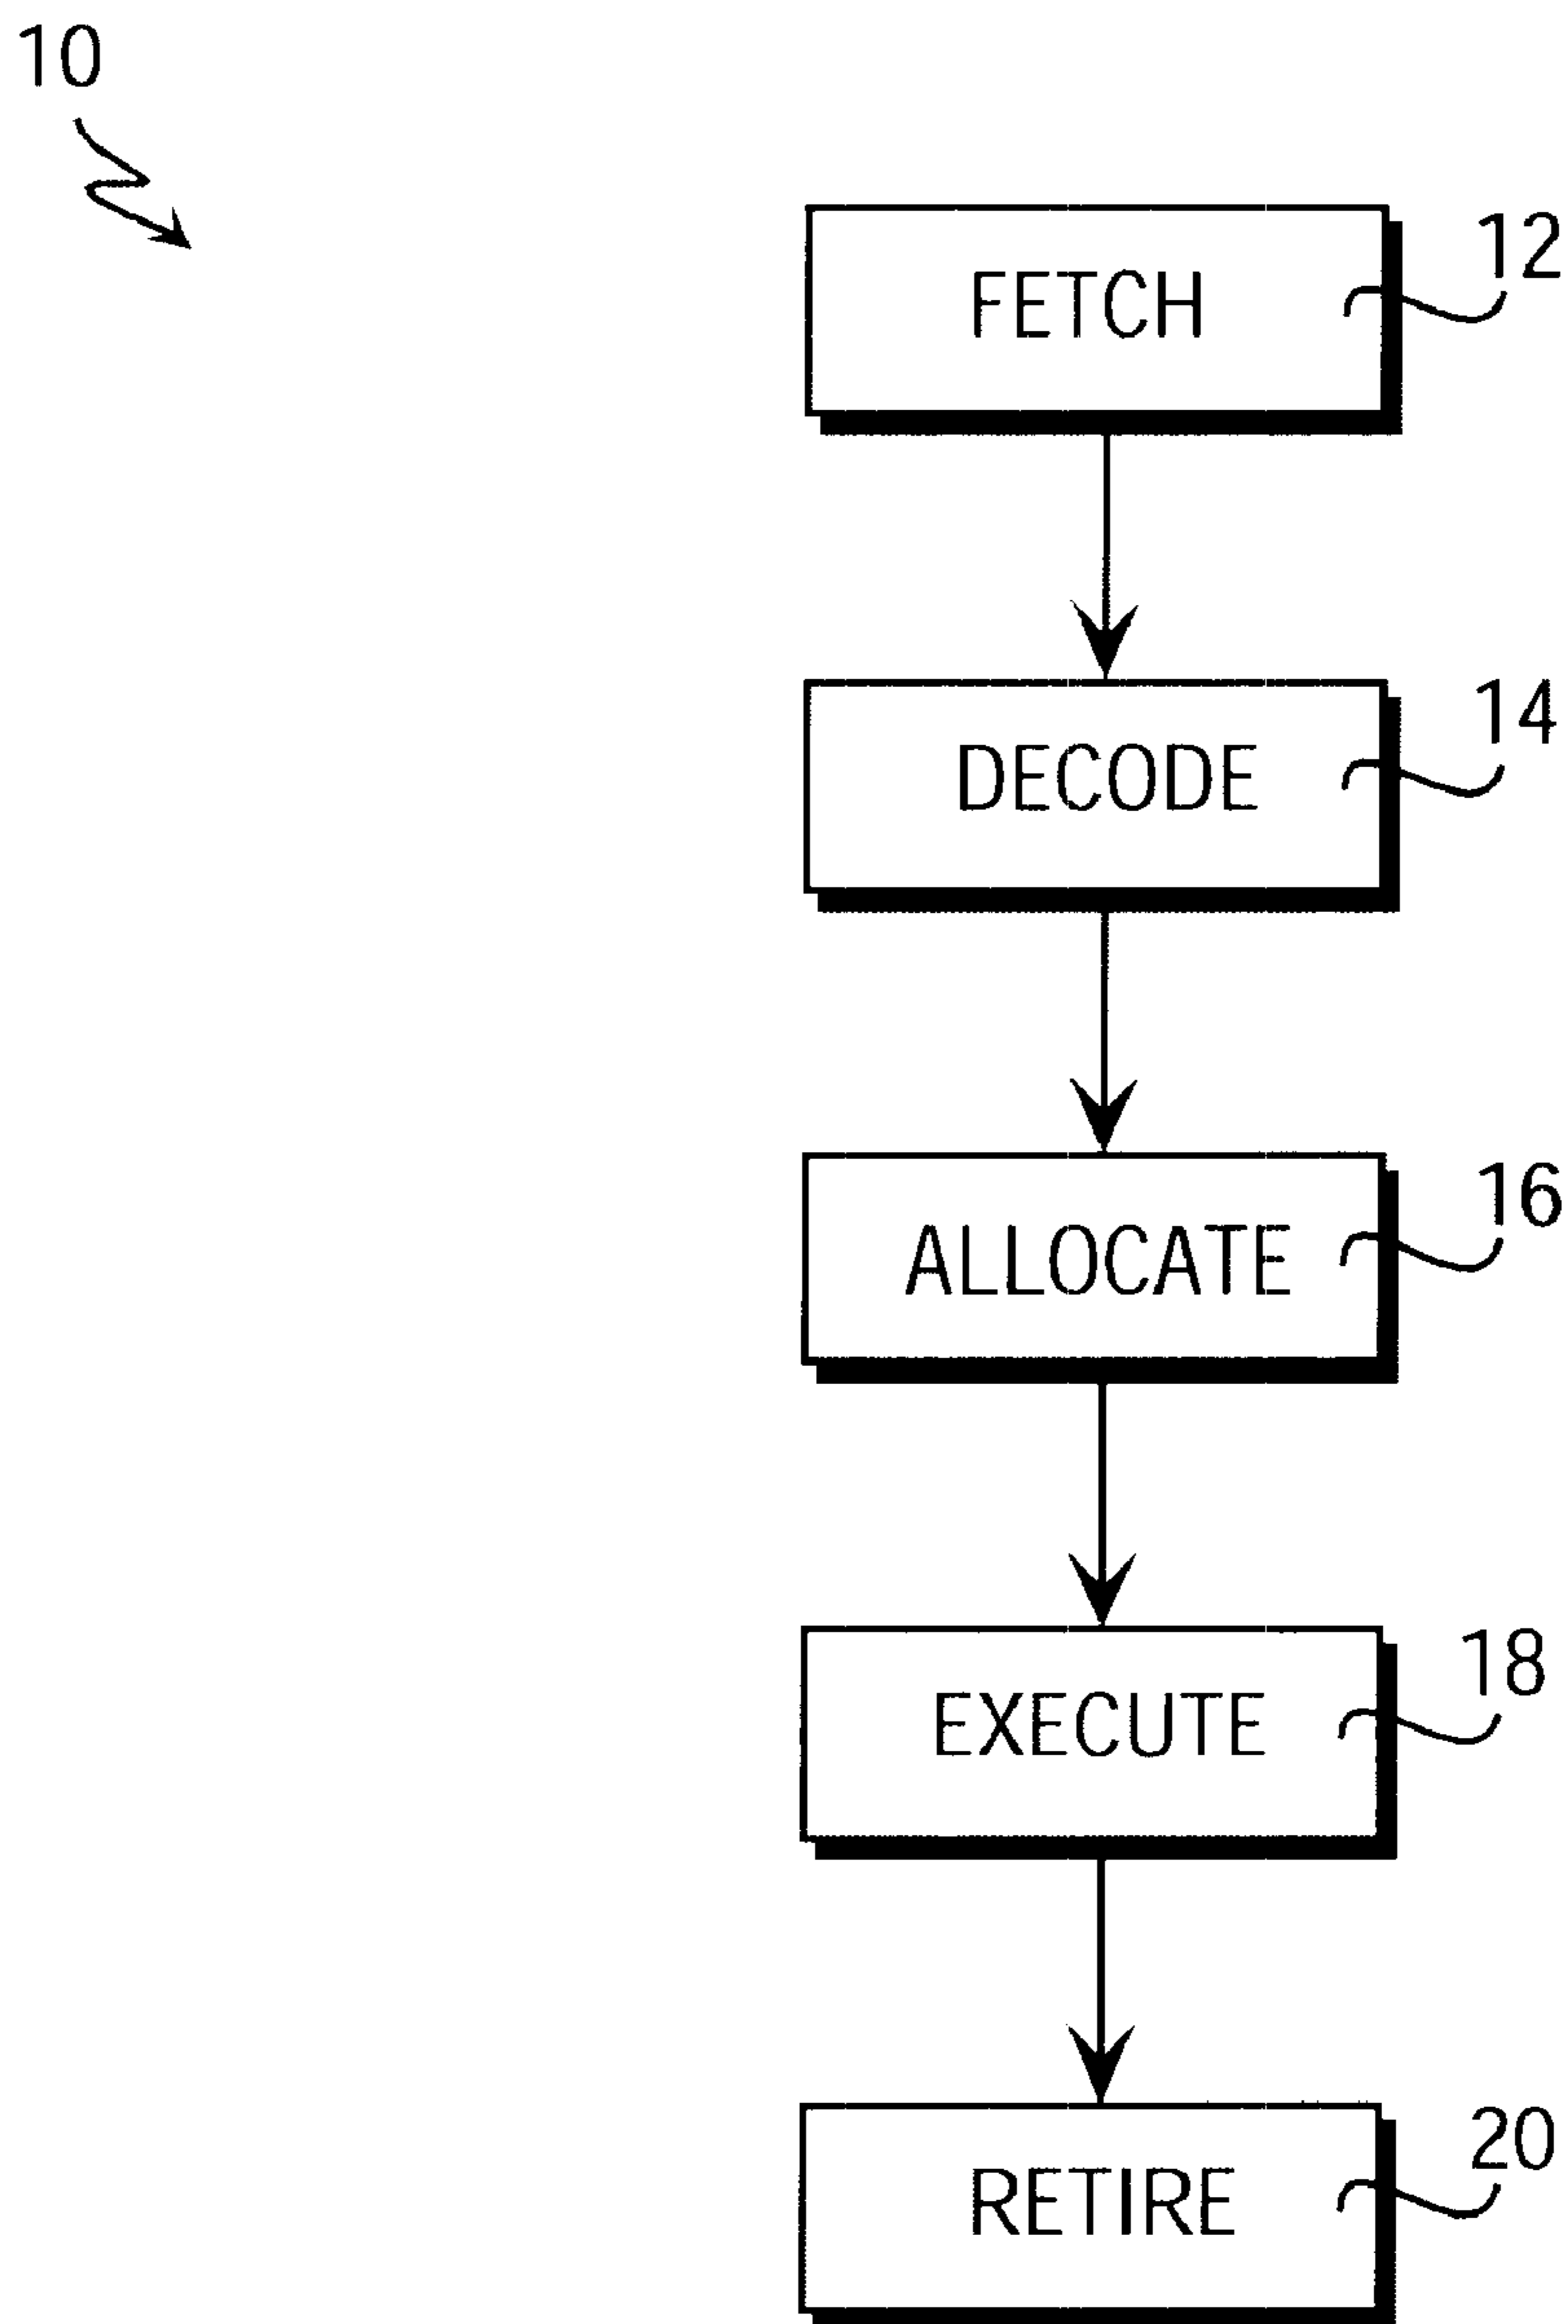 10
FETCH
12
DECODE
14
ALLOCATE
16
EXECUTE
18
RETIRE
20